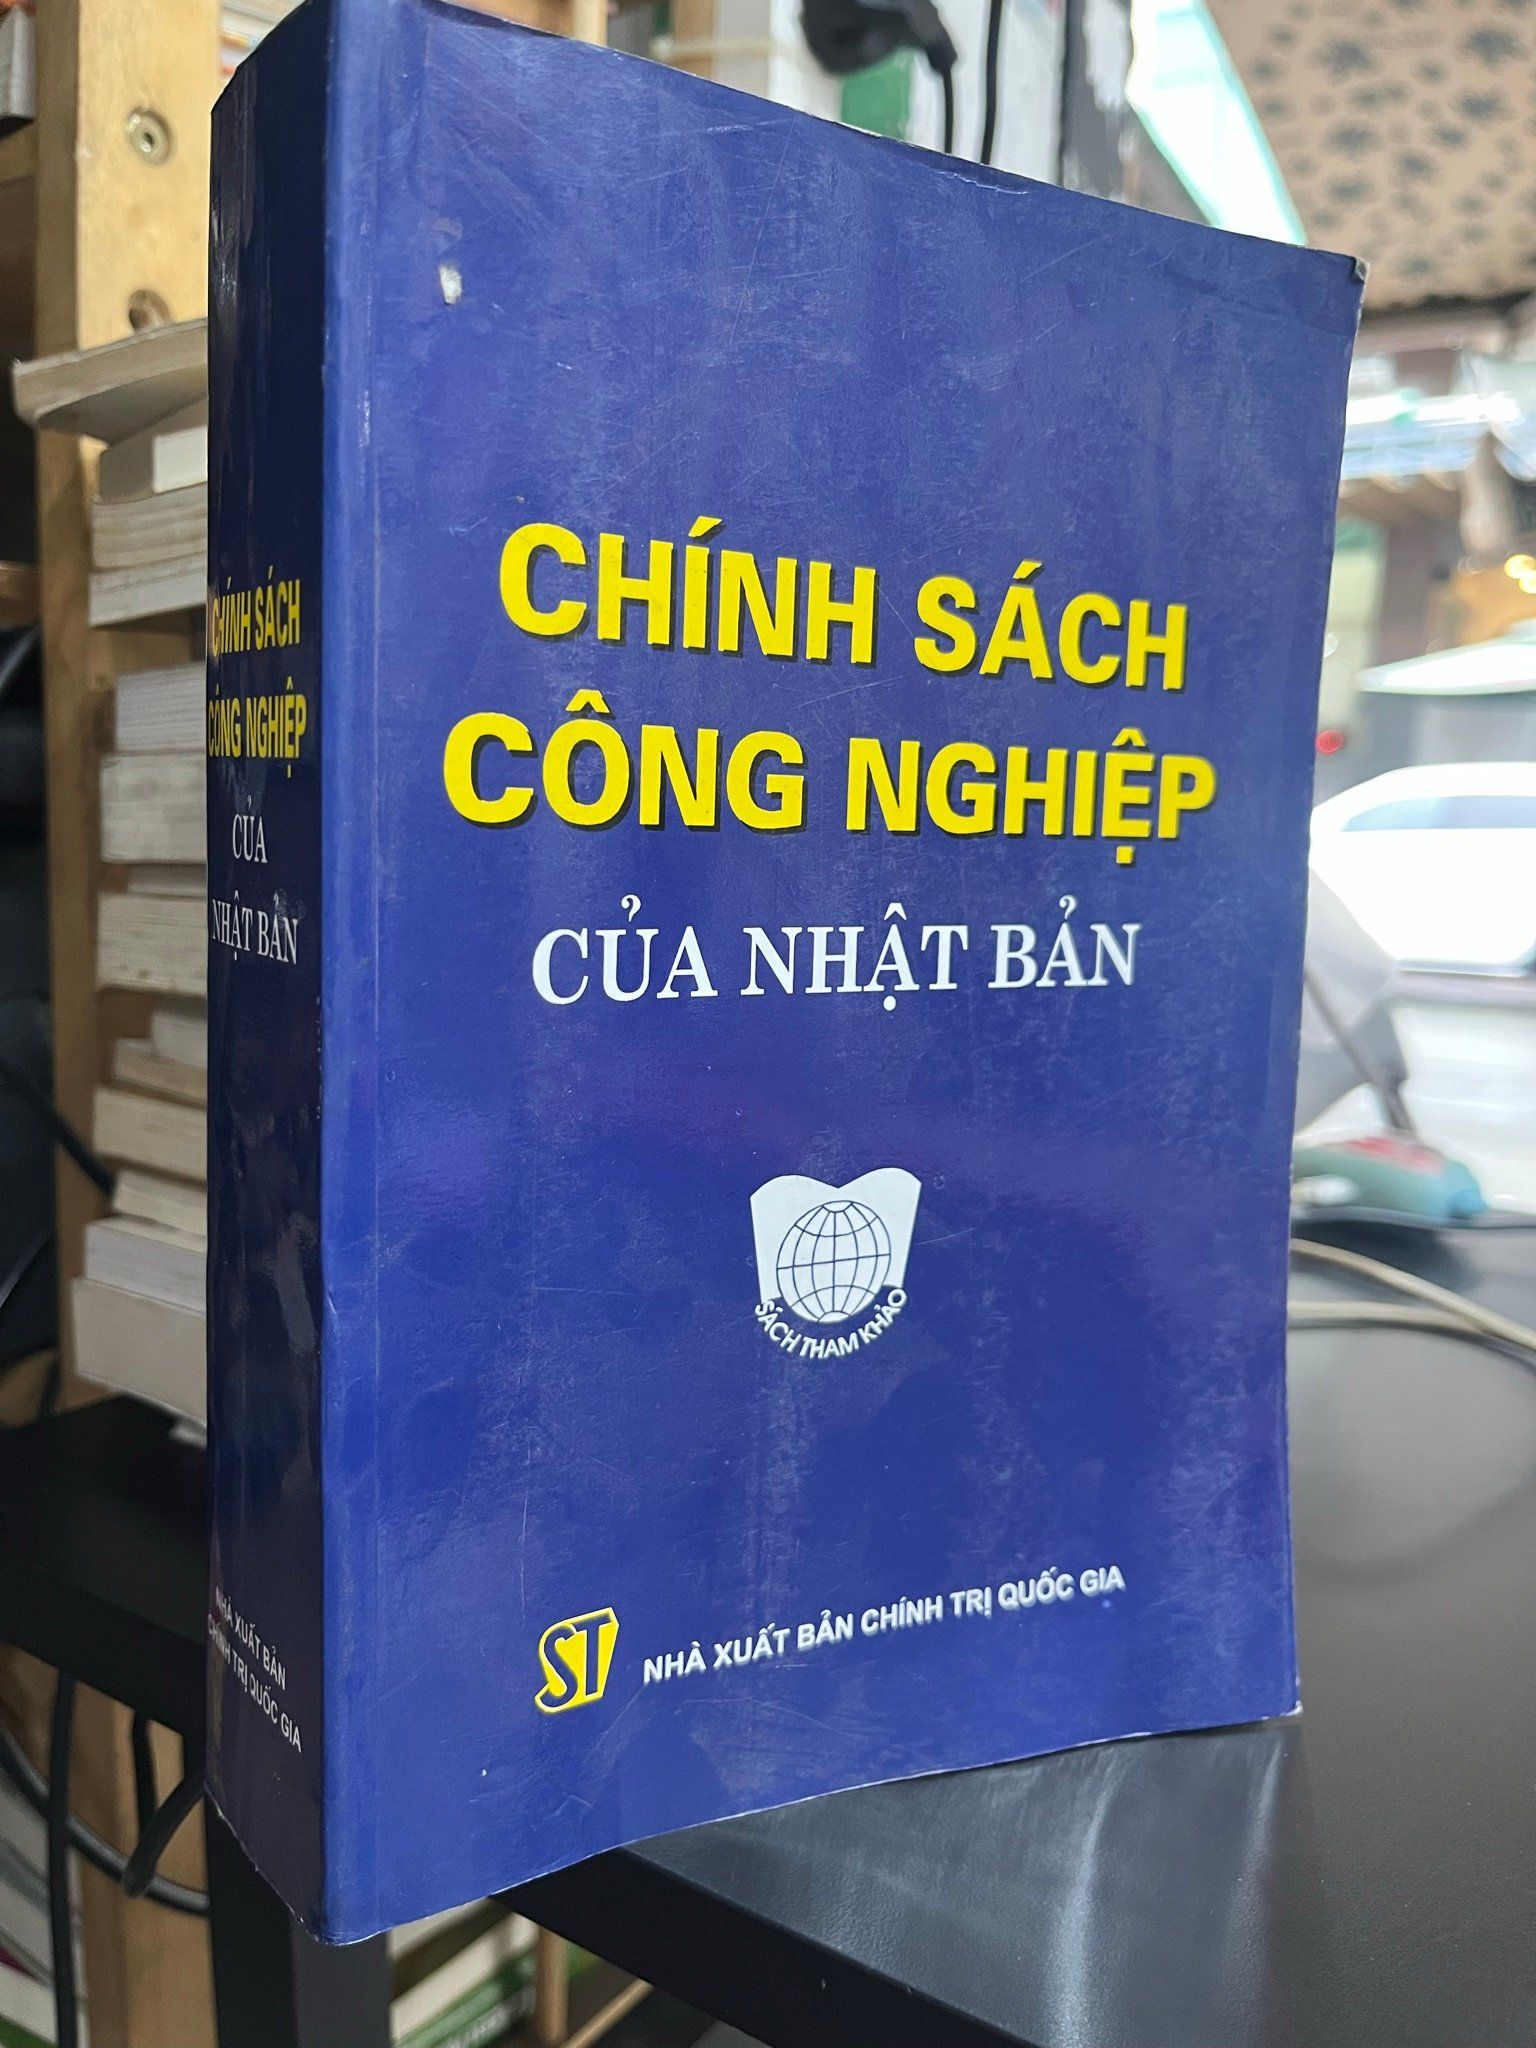 CHÍNH SÁCH
CÔNG NGHIỆP
CỦA
NHẬT BẢN
NHÀ XUẤT BẢN
CHÍNH TRỊ QUỐC GIA
CHÍNH SÁCH
CÔNG NGHIỆP
CỦA NHẬT BẢN
SÁCH THAM KHẢO
ST
NHÀ XUẤT BẢN CHÍNH TRỊ QUỐC GIA